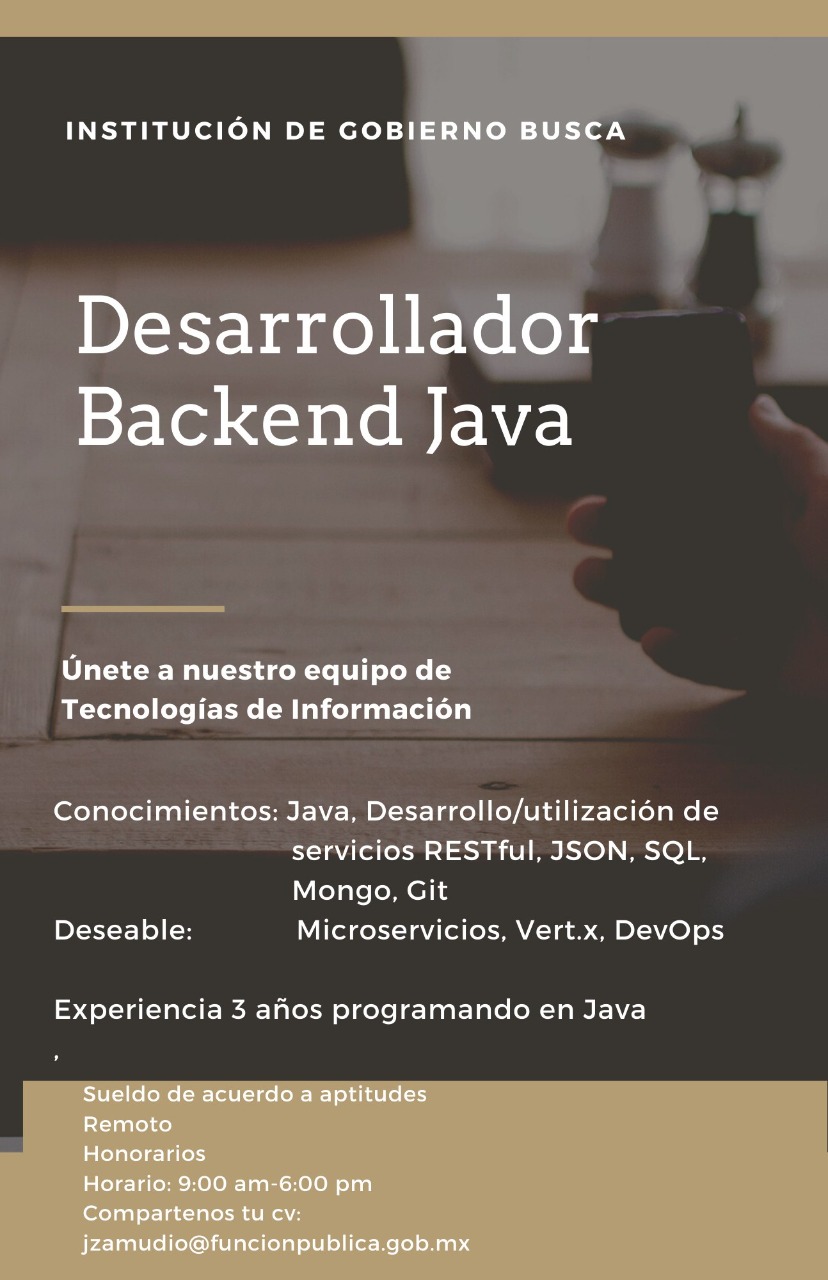 INSTITUCIÓN DE GOBIERNO BUSCA
Desarrollador
Backend Java
Únete a nuestro equipo de
Tecnologías de Información
Conocimientos: Java, Desarrollo/utilización de
servicios RESTful, JSON, SQL,
Mongo, Git
Deseable: Microservicios, Vert.x, DevOps
Experiencia 3 años programando en Java
,
Sueldo de acuerdo a aptitudes
Remoto
Honorarios
Horario: 9:00 am-6:00 pm
Compartenos tu cv:
jzamudio@funcionpublica.gob.mx